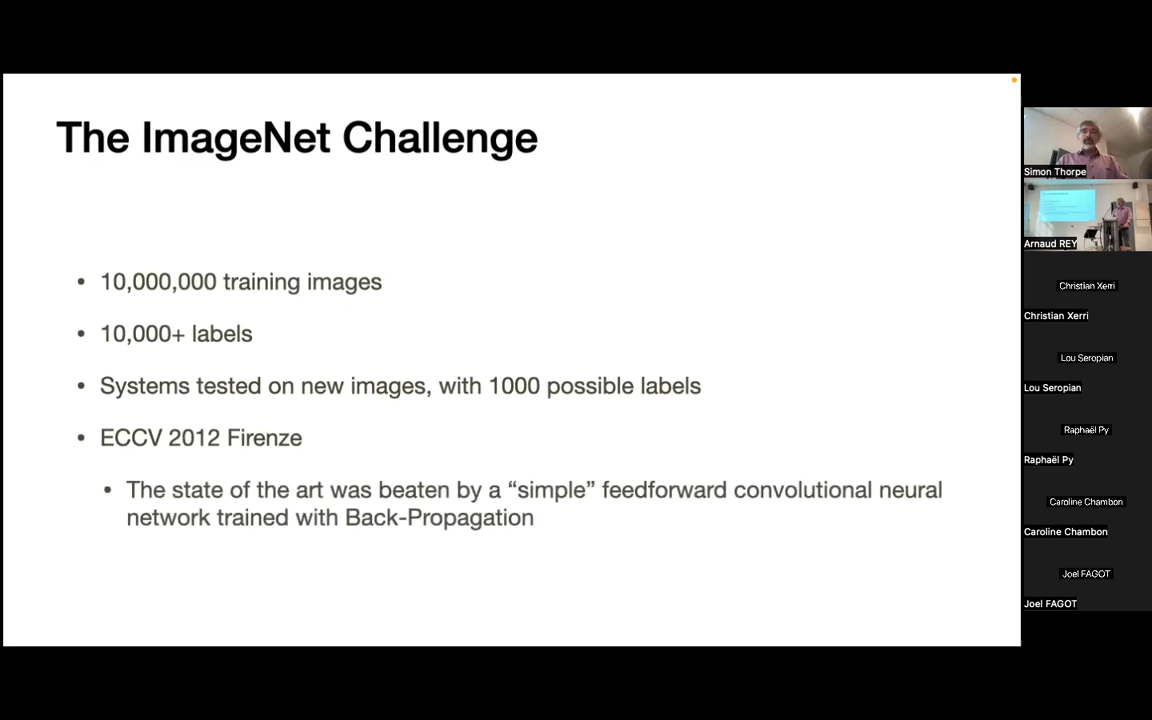 The ImageNet Challenge
• 10,000,000 training images
• 10,000+ labels
• Systems tested on new images, with 1000 possible labels
• ECCV 2012 Firenze
• The state of the art was beaten by a “simple” feedforward convolutional neural
network trained with Back-Propagation
Simon Thorpe
Arnaud REY
Christian Xerri
Christian Xerri
Lou Seropian
Lou Seropian
Raphaël Py
Raphaël Py
Caroline Chambon
Caroline Chambon
Joel FAGOT
Joel FAGOT